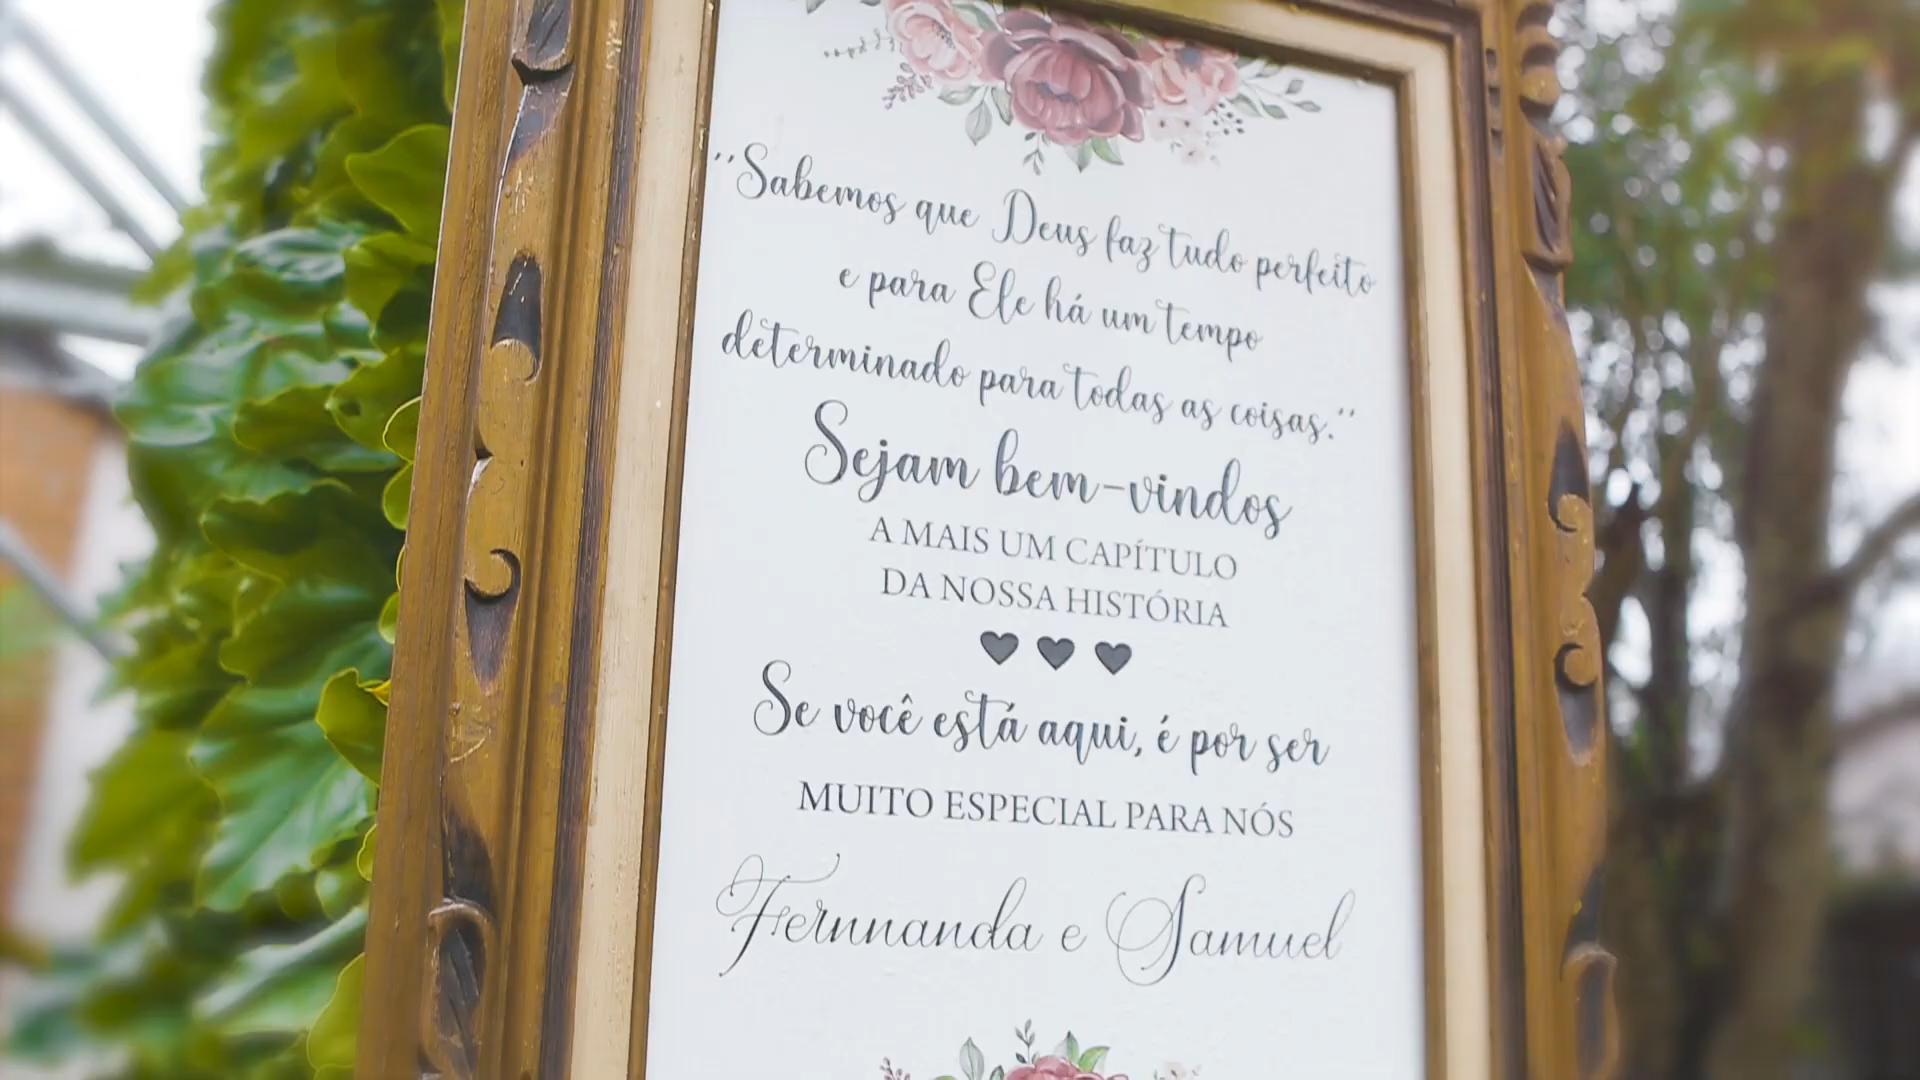 "Sabemos que Deus faz tudo perfeito
e para Ele há um tempo
determinado para todas as coisas."
Sejam bem-vindos
A MAIS UM CAPÍTULO
DA NOSSA HISTÓRIA
Se você está aqui, é por ser
MUITO ESPECIAL PARA NÓS
Fernnanda e Samuel